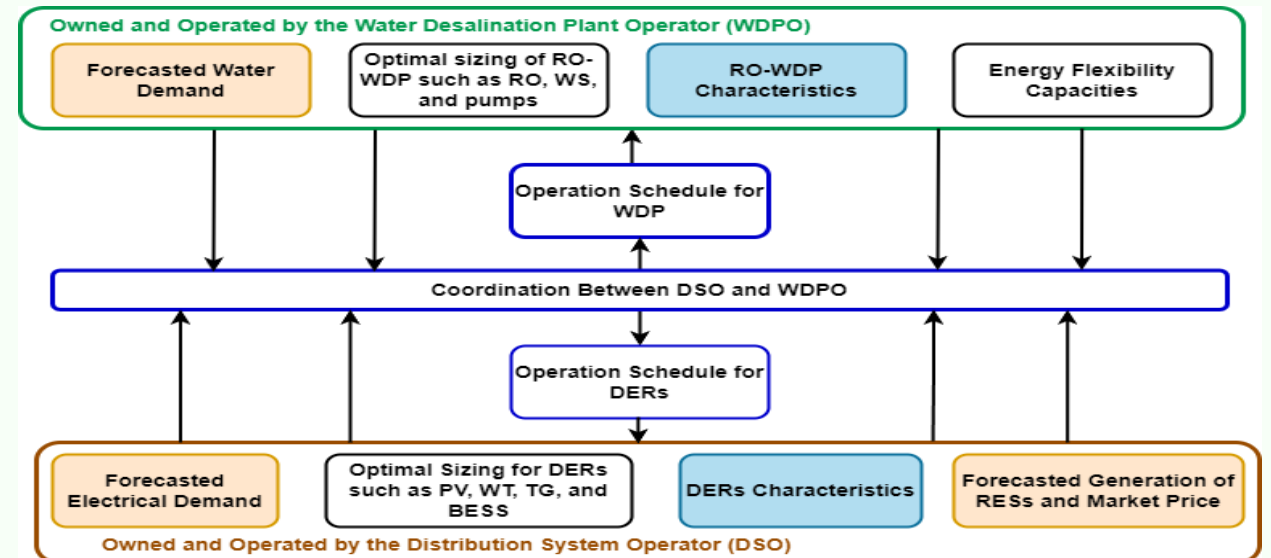 Owned and Operated by the Water Desalination Plant Operator (WDPO)
Forecasted Water
Demand
Optimal sizing of RO-
WDP such as RO, WS,
and pumps
RO-WDP
Characteristics
Energy Flexibility
Capacities
Operation Schedule for
WDP
Coordination Between DSO and WDPO
Operation Schedule for
DERs
Forecasted
Electrical Demand
Optimal Sizing for DERs
such as PV, WT, TG, and
BESS
DERs Characteristics
Forecasted Generation of
RESs and Market Price
Owned and Operated by the Distribution System Operator (DSO)